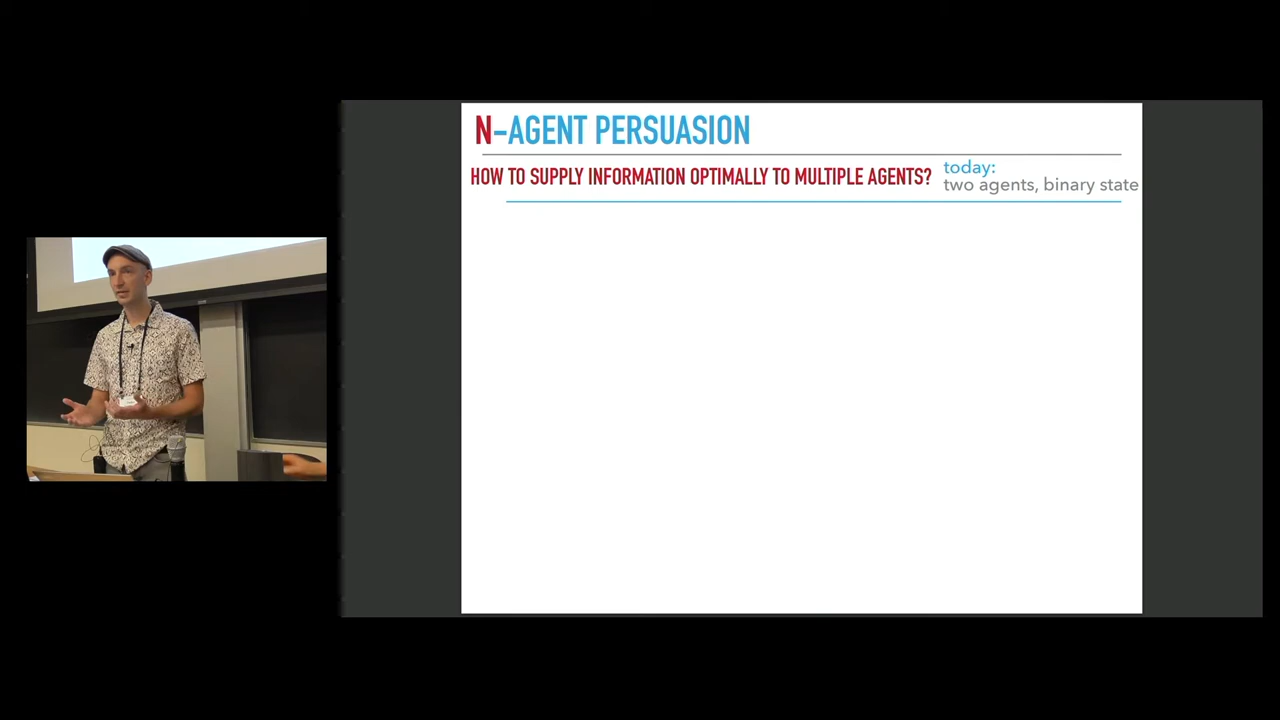 N-AGENT PERSUASION
HOW TO SUPPLY INFORMATION OPTIMALLY TO MULTIPLE AGENTS?
today:
two agents, binary state